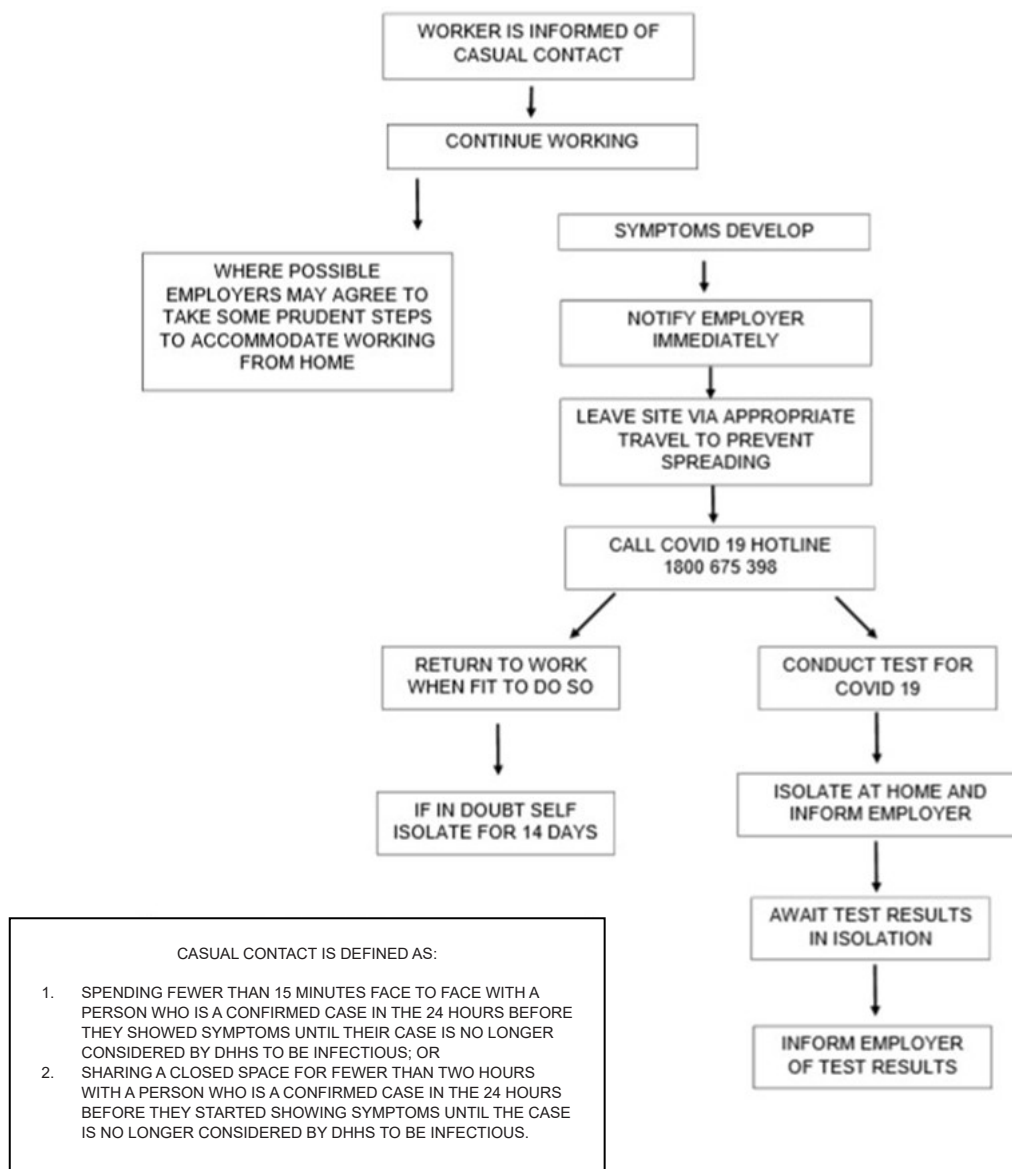 WORKER IS INFORMED OF
CASUAL CONTACT
CONTINUE WORKING
WHERE POSSIBLE
EMPLOYERS MAY AGREE TO
TAKE SOME PRUDENT STEPS
TO ACCOMMODATE WORKING
FROM HOME
SYMPTOMS DEVELOP
NOTIFY EMPLOYER
IMMEDIATELY
LEAVE SITE VIA APPROPRIATE
TRAVEL TO PREVENT
SPREADING
CALL COVID 19 HOTLINE
1800 675 398
RETURN TO WORK
WHEN FIT TO DO SO
IF IN DOUBT SELF
ISOLATE FOR 14 DAYS
CONDUCT TEST FOR
COVID 19
ISOLATE AT HOME AND
INFORM EMPLOYER
AWAIT TEST RESULTS
IN ISOLATION
INFORM EMPLOYER
OF TEST RESULTS
CASUAL CONTACT IS DEFINED AS:
1. SPENDING FEWER THAN 15 MINUTES FACE TO FACE WITH A
PERSON WHO IS A CONFIRMED CASE IN THE 24 HOURS BEFORE
THEY SHOWED SYMPTOMS UNTIL THEIR CASE IS NO LONGER
CONSIDERED BY DHHS TO BE INFECTIOUS; OR
2. SHARING A CLOSED SPACE FOR FEWER THAN TWO HOURS
WITH A PERSON WHO IS A CONFIRMED CASE IN THE 24 HOURS
BEFORE THEY STARTED SHOWING SYMPTOMS UNTIL THE CASE
IS NO LONGER CONSIDERED BY DHHS TO BE INFECTIOUS.